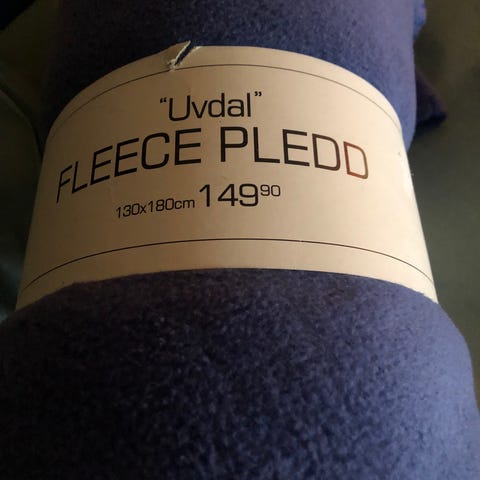 "Uvdal"
FLEECE PLEDD
130x180cm 149⁹⁰